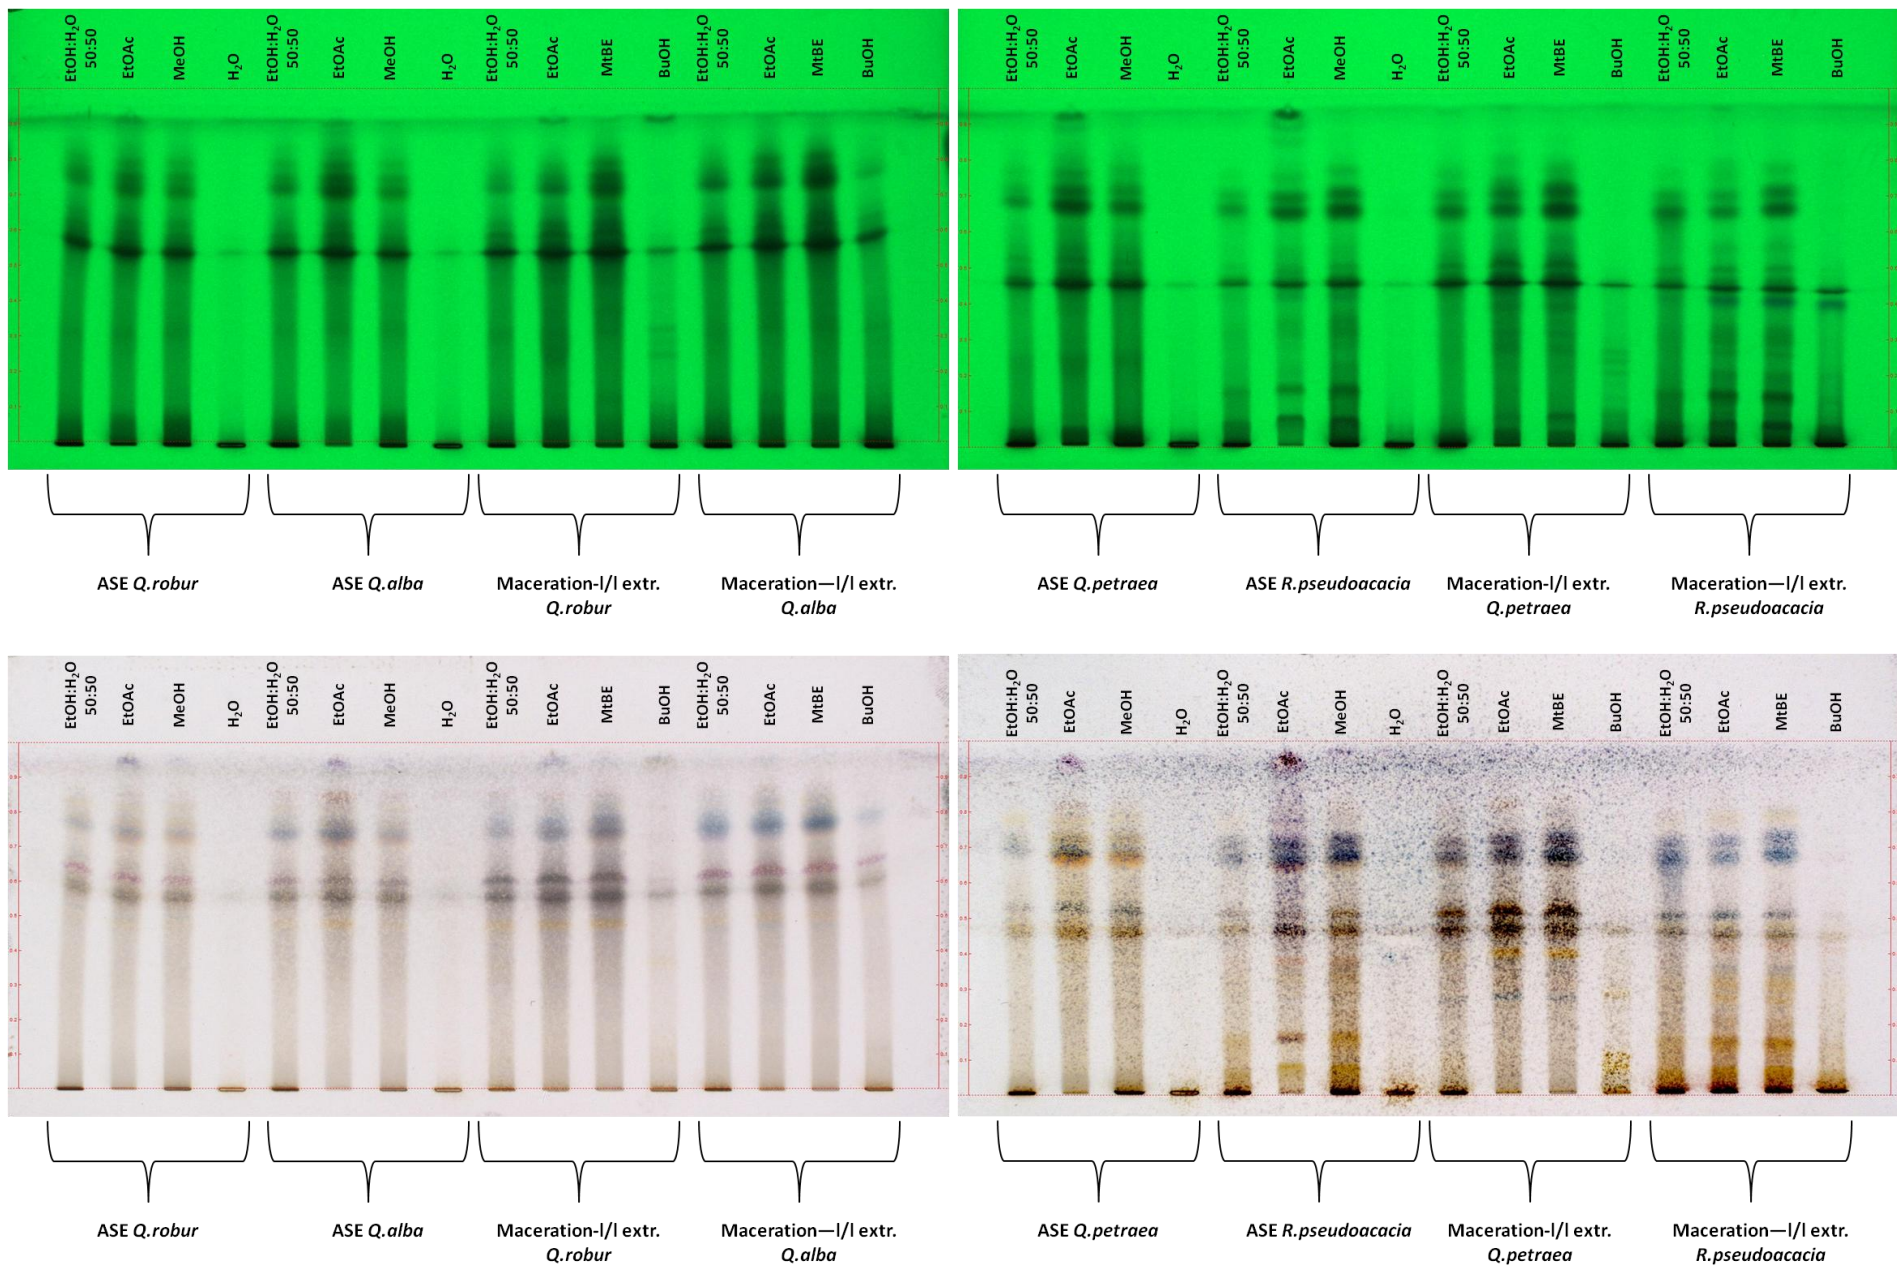 EtOH:H₂O 50:50 EtOAc MeOH H₂O EtOH:H₂O 50:50 EtOAc MeOH H₂O EtOH:H₂O 50:50 EtOAc MtBE BuOH EtOH:H₂O 50:50 EtOAc MtBE BuOH
ASE Q.robur
ASE Q.alba
Maceration-l/l extr.
Q.robur
Maceration—l/l extr.
Q.alba
EtOH:H₂O 50:50 EtOAc MeOH H₂O EtOH:H₂O 50:50 EtOAc MeOH H₂O EtOH:H₂O 50:50 EtOAc MtBE BuOH EtOH:H₂O 50:50 EtOAc MtBE BuOH
ASE Q.petraea
ASE R.pseudoacacia
Maceration-l/l extr.
Q.petraea
Maceration—l/l extr.
R.pseudoacacia
EtOH:H₂O 50:50 EtOAc MeOH H₂O EtOH:H₂O 50:50 EtOAc MeOH H₂O EtOH:H₂O 50:50 EtOAc MtBE BuOH EtOH:H₂O 50:50 EtOAc MtBE BuOH
ASE Q.robur
ASE Q.alba
Maceration-l/l extr.
Q.robur
Maceration—l/l extr.
Q.alba
EtOH:H₂O 50:50 EtOAc MeOH H₂O EtOH:H₂O 50:50 EtOAc MeOH H₂O EtOH:H₂O 50:50 EtOAc MtBE BuOH EtOH:H₂O 50:50 EtOAc MtBE BuOH
ASE Q.petraea
ASE R.pseudoacacia
Maceration-l/l extr.
Q.petraea
Maceration—l/l extr.
R.pseudoacacia